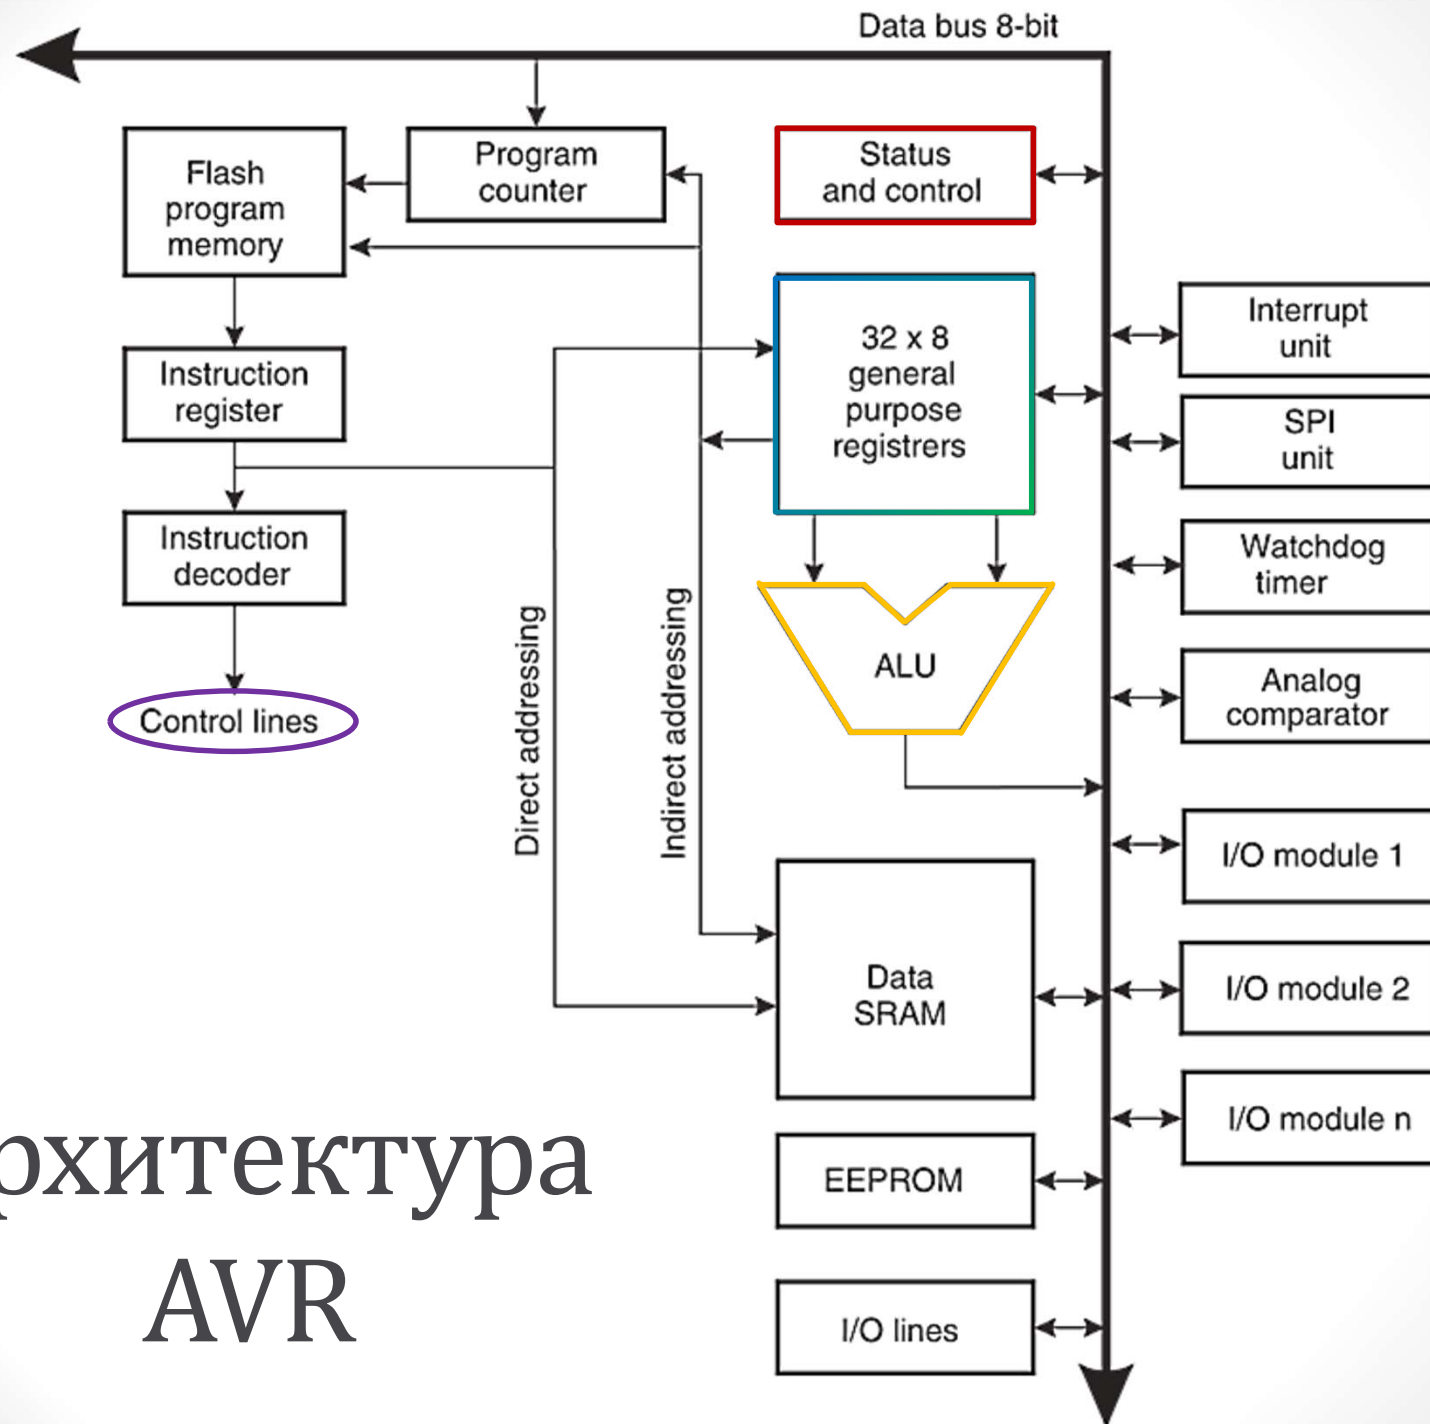 Data bus 8-bit
Flash
program
memory
Program
counter
Status
and control
Instruction
register
32 x 8
general
purpose
registrers
Interrupt
unit
SPI
unit
Instruction
decoder
Watchdog
timer
Control lines
Direct addressing
Indirect addressing
ALU
Analog
comparator
I/O module 1
Data
SRAM
I/O module 2
I/O module n
EEPROM
I/O lines
рхитектура
AVR